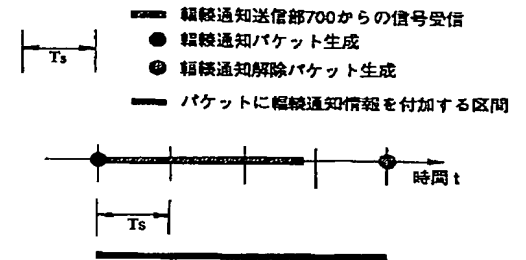 輻輳通知送信部700からの信号受信
Ts
輻輳通知パケット生成
輻輳通知解除パケット生成
パケットに輻輳通知情報を付加する区間
時間 t
Ts